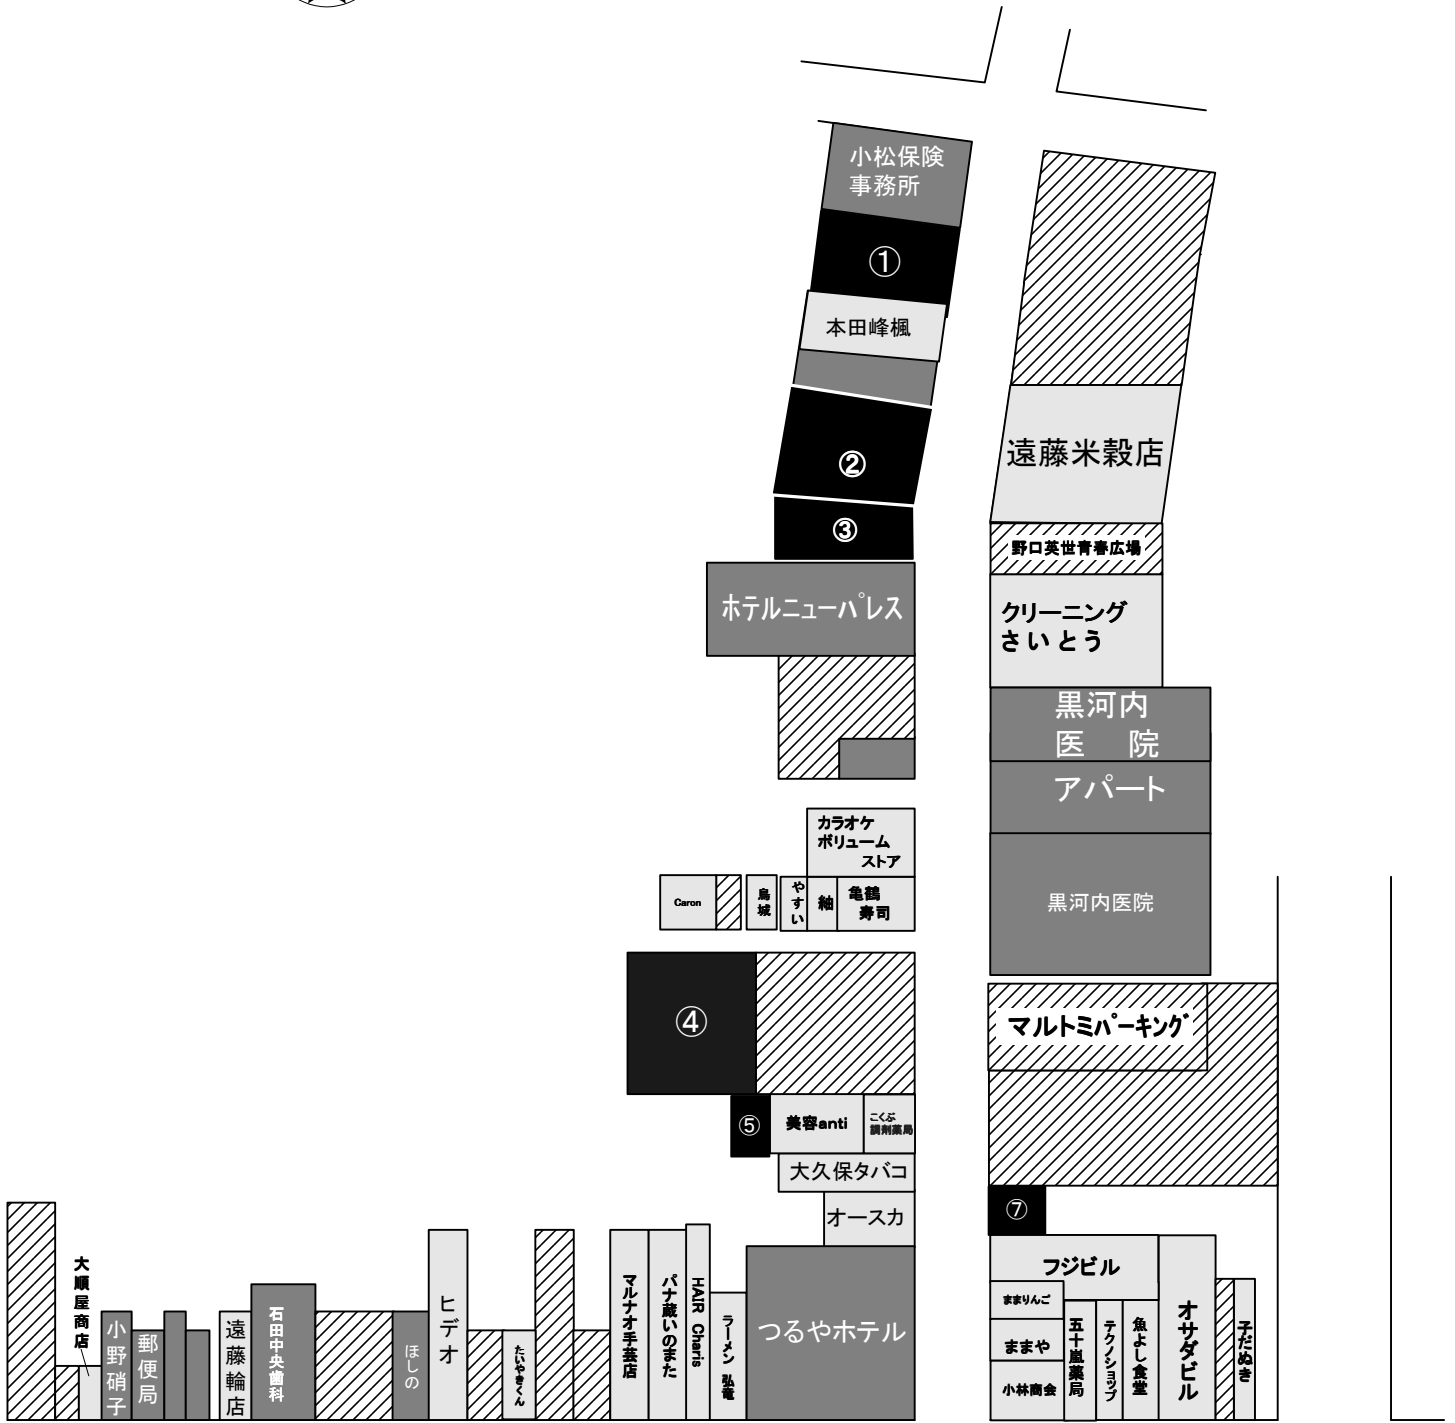 小松保険
事務所
①
本田峰楓
②
遠藤米穀店
③
野口英世青春広場
ホテルニューパレス
クリーニング
さいとう
黒河内
医 院
アパート
カラオケ
ボリューム
ストア
Caron
鳥城
やすい
紬
亀鶴
寿司
黒河内医院
④
マルトミパーキング
⑤
美容anti
こくぶ
調剤薬局
大久保タバコ
オースカ
⑦
大順屋商店
小野硝子
郵便局
遠藤輪店
石田中央歯科
ほしの
ヒデオ
たいやきくん
マルナオ手芸店
パナ蔵いのまた
HAIR Charis
ラーメン 弘竜
つるやホテル
フジビル
ままりんご
ままや
小林商会
五十嵐薬局
テクノショップ
魚よし食堂
オサダビル
子だぬき